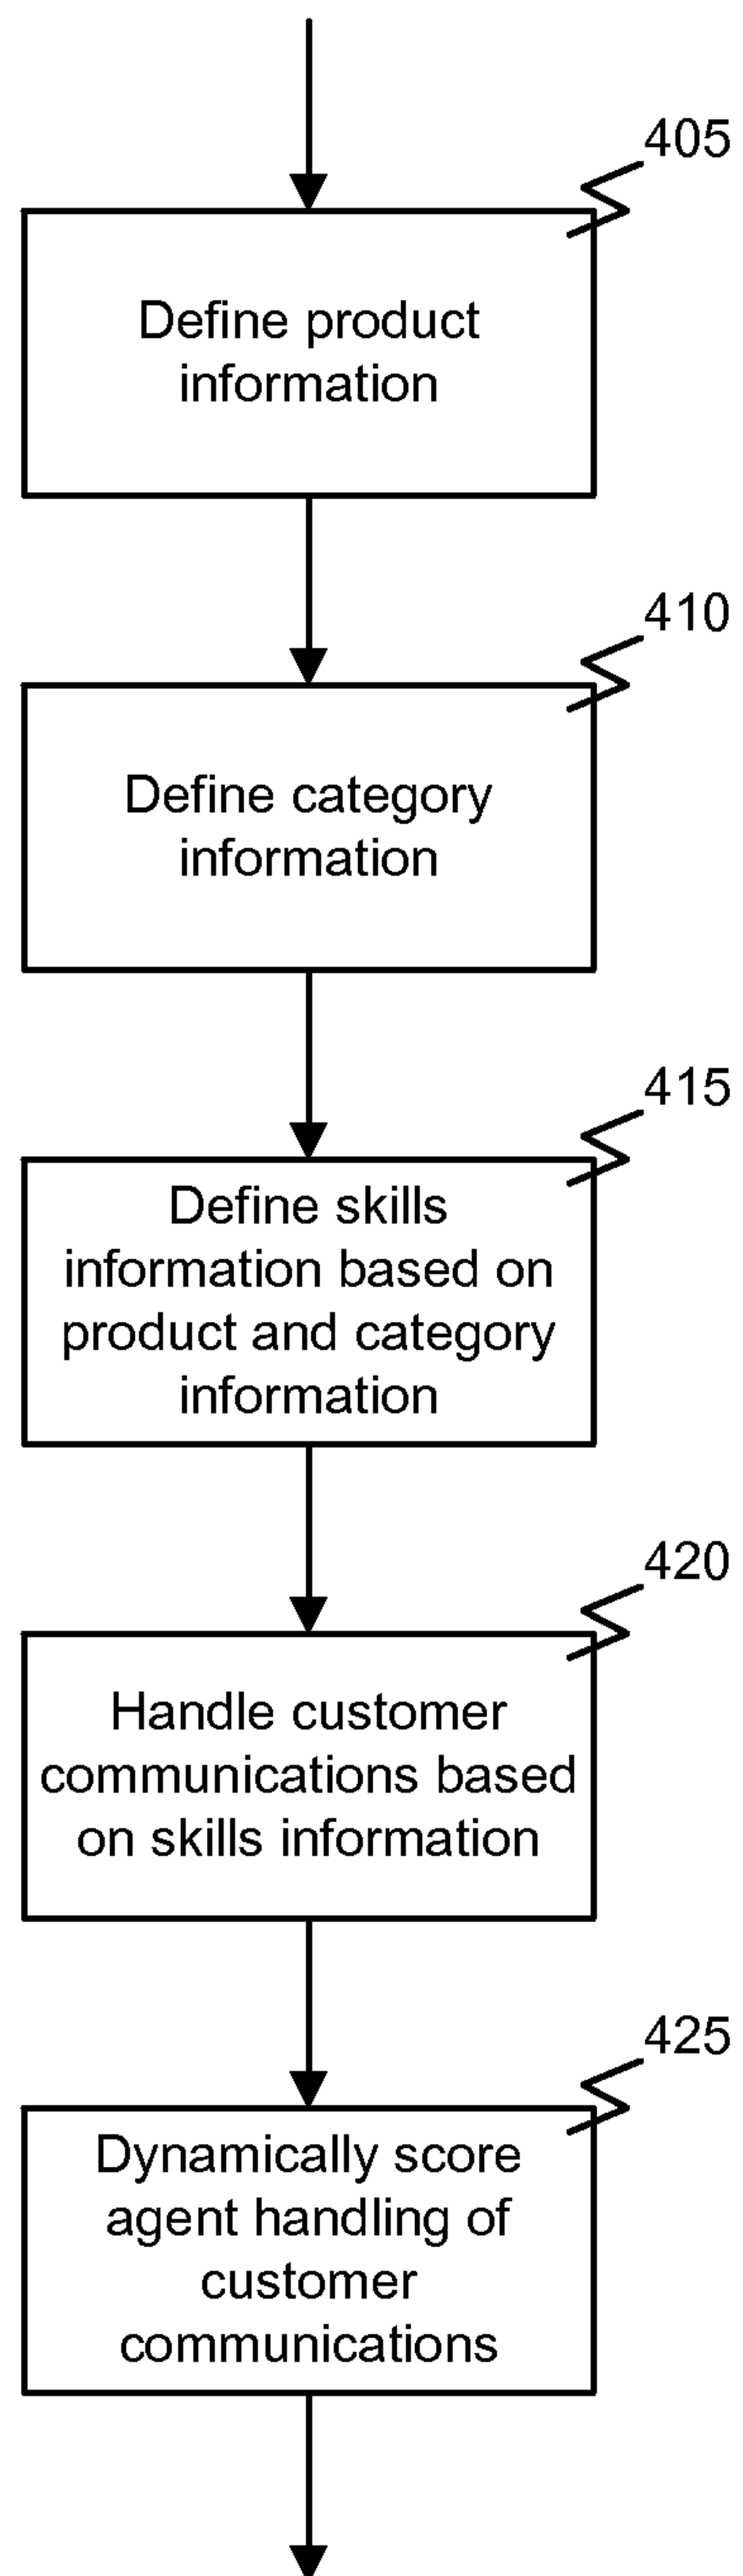 405
Define product
information
410
Define category
information
415
Define skills
information based on
product and category
information
420
Handle customer
communications based
on skills information
425
Dynamically score
agent handling of
customer
communications